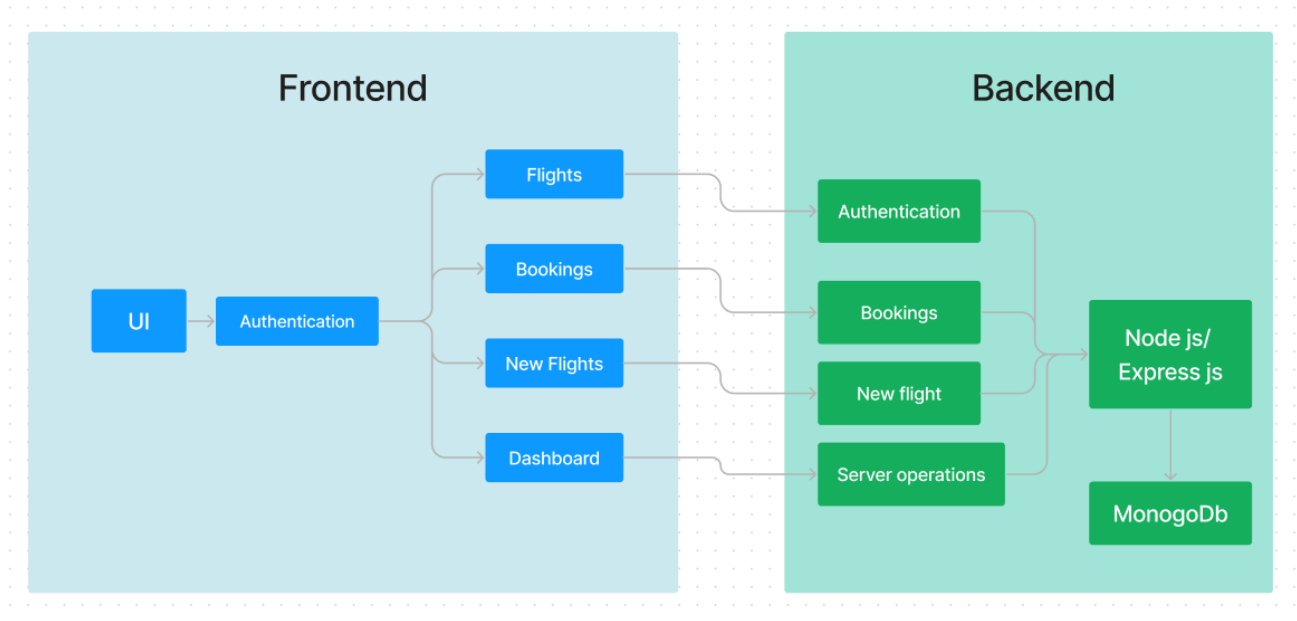 Frontend
UI
Authentication
Flights
Bookings
New Flights
Dashboard
Backend
Authentication
Bookings
New flight
Server operations
Node js/
Express js
MonogoDb